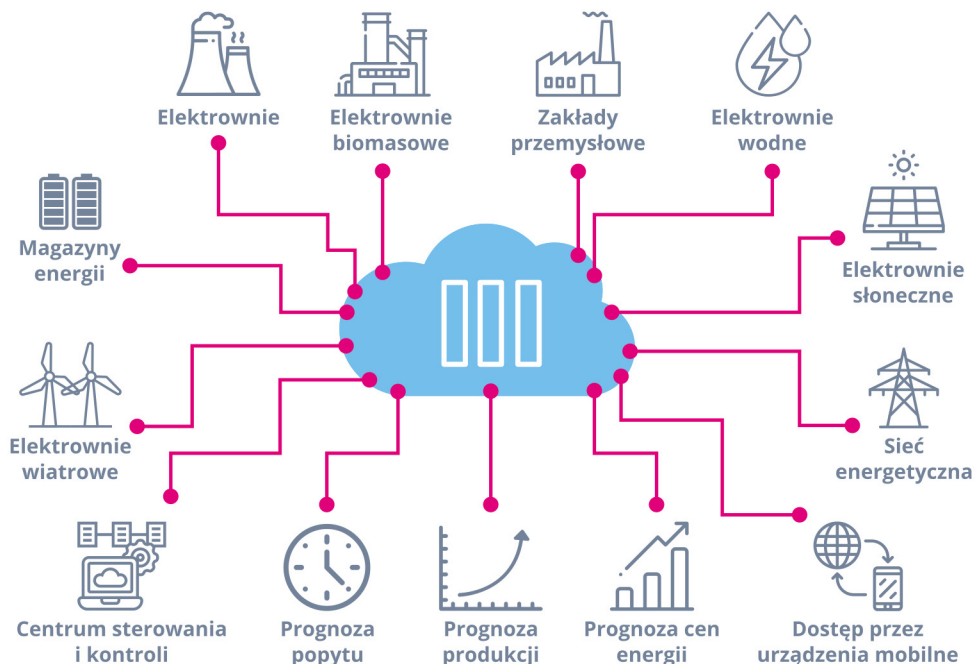 Elektrownie
Elektrownie
biomasowe
Zakłady
przemysłowe
Elektrownie
wodne
Magazyny
energii
Elektrownie
słoneczne
Elektrownie
wiatrowe
Sieć
energetyczna
Centrum sterowania
i kontroli
Prognoza
popytu
Prognoza
produkcji
Prognoza cen
energii
Dostęp przez
urządzenia mobilne